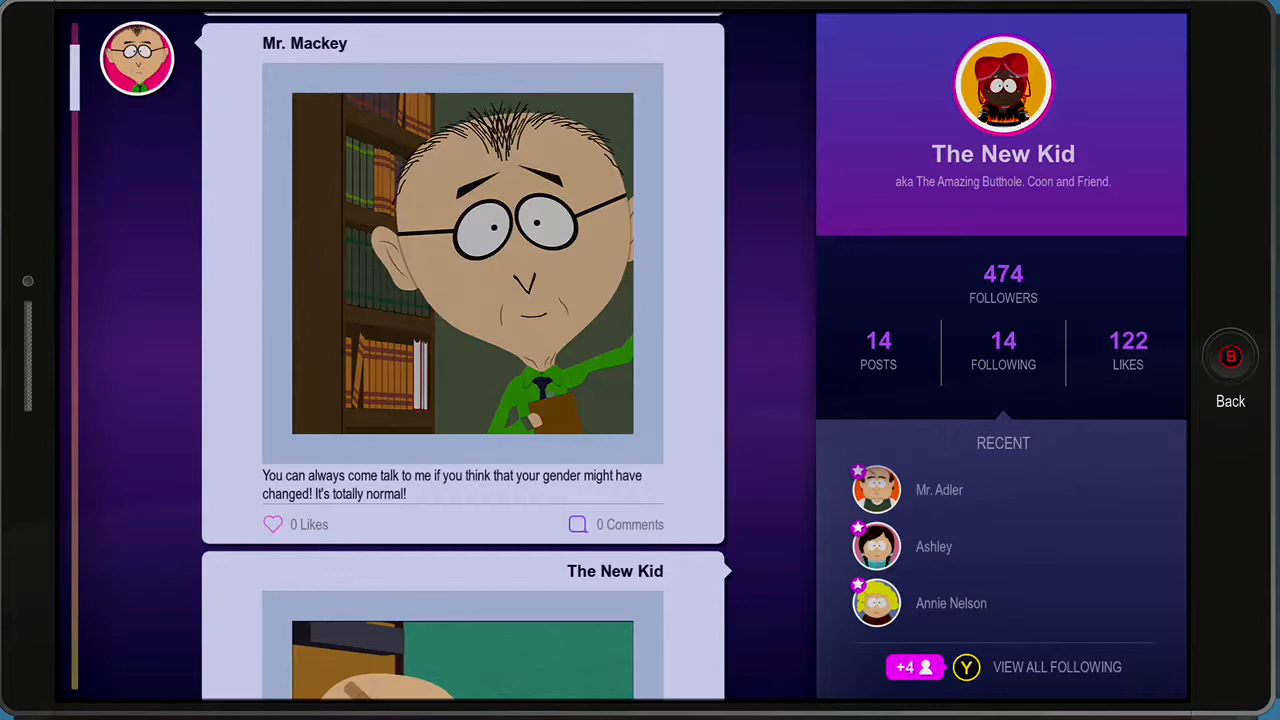 Mr. Mackey
You can always come talk to me if you think that your gender might have
changed! It's totally normal!
0 Likes
0 Comments
The New Kid
The New Kid
aka The Amazing Butthole. Coon and Friend.
474
FOLLOWERS
14
POSTS
14
FOLLOWING
122
LIKES
RECENT
Mr. Adler
Ashley
Annie Nelson
+4
Y
VIEW ALL FOLLOWING
B
Back